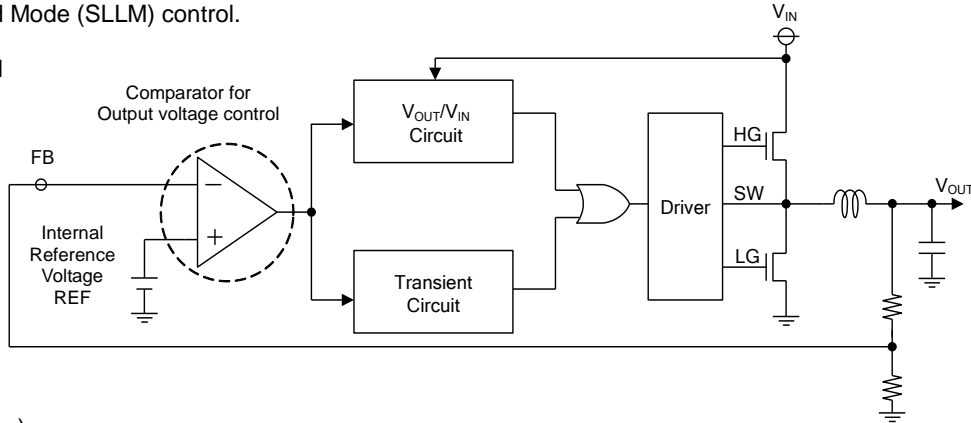 d Mode (SLLM) control.
VIN
Comparator for
Output voltage control
VOUT/VIN
Circuit
FB
HG
SW
VOUT
Driver
Internal
Reference
Voltage
REF
LG
Transient
Circuit
−
+
)